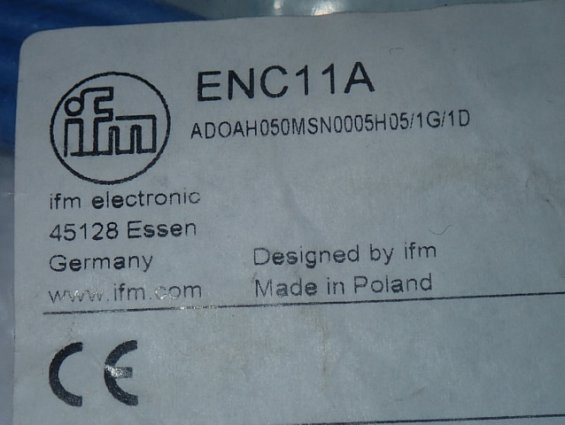 ENC11A
ifm
ADOAH050MSN0005H05/1G/1D
ifm electronic
45128 Essen
Germany
www.ifm.com
Designed by ifm
Made in Poland
CE